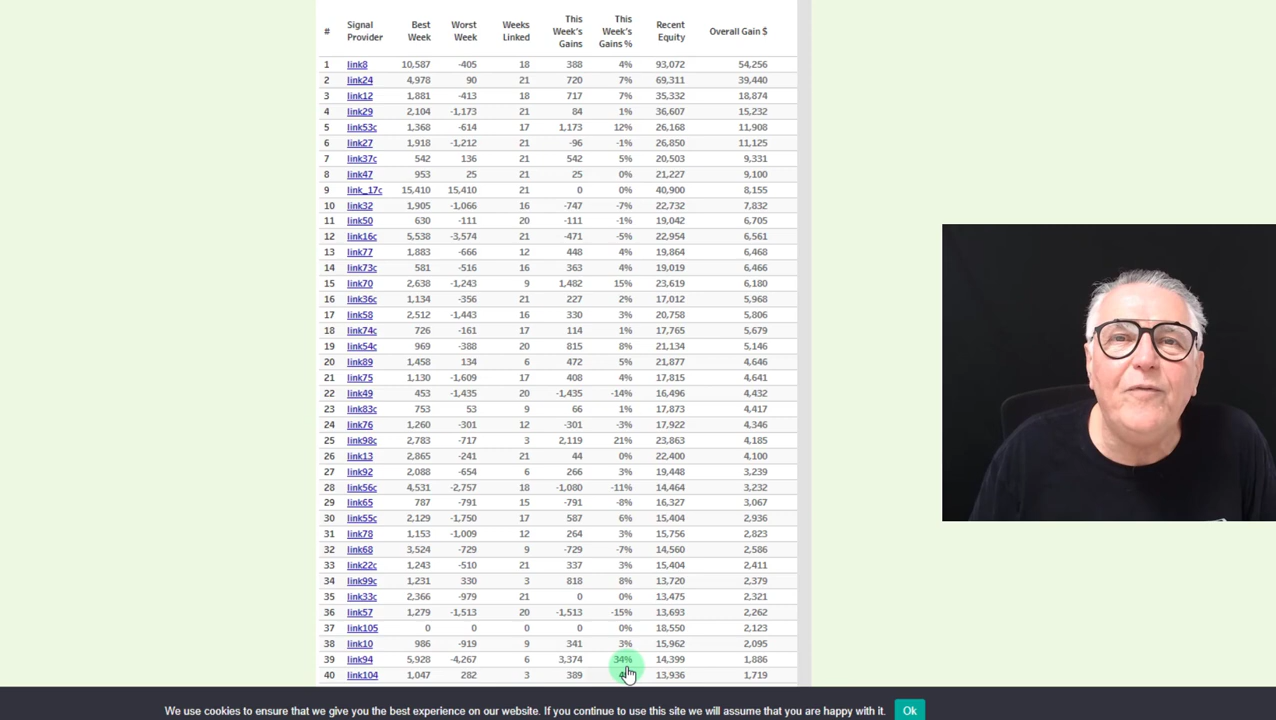 # Signal Provider Best Week Worst Week Weeks Linked This Week's Gains This Week's Gains % Recent Equity Overall Gain $
1 link8 10,587 -405 18 388 4% 93,072 54,256
2 link24 4,978 90 21 720 7% 69,311 39,440
3 link12 1,881 -413 18 717 7% 35,332 18,874
4 link29 2,104 -1,173 21 84 1% 36,607 15,232
5 link53c 1,368 -614 17 1,173 12% 26,168 11,908
6 link27 1,918 -1,212 21 -96 -1% 26,850 11,125
7 link37c 542 136 21 542 5% 20,503 9,331
8 link47 953 25 21 25 0% 21,227 9,100
9 link_17c 15,410 15,410 21 0 0% 40,900 8,155
10 link32 1,905 -1,066 16 -747 -7% 22,732 7,832
11 link50 630 -111 20 -111 -1% 19,042 6,705
12 link16c 5,538 -3,574 21 -471 -5% 22,954 6,561
13 link77 1,883 -666 12 448 4% 19,864 6,468
14 link73c 581 -516 16 363 4% 19,019 6,466
15 link70 2,638 -1,243 9 1,482 15% 23,619 6,180
16 link36c 1,134 -356 21 227 2% 17,012 5,968
17 link58 2,512 -1,443 16 330 3% 20,758 5,806
18 link74c 726 -161 17 114 1% 17,765 5,679
19 link54c 969 -388 20 815 8% 21,134 5,146
20 link89 1,458 134 6 472 5% 21,877 4,646
21 link75 1,130 -1,609 17 408 4% 17,815 4,641
22 link49 453 -1,435 20 -1,435 -14% 16,496 4,432
23 link83c 753 53 9 66 1% 17,873 4,417
24 link76 1,260 -301 12 -301 -3% 17,922 4,346
25 link98c 2,783 -717 3 2,119 21% 23,863 4,185
26 link13 2,865 -241 21 44 0% 22,400 4,100
27 link92 2,088 -654 6 266 3% 19,448 3,239
28 link56c 4,531 -2,757 18 -1,080 -11% 14,464 3,232
29 link65 787 -791 15 -791 -8% 16,327 3,067
30 link55c 2,129 -1,750 17 587 6% 15,404 2,936
31 link78 1,153 -1,009 12 264 3% 15,756 2,823
32 link68 3,524 -729 9 -729 -7% 14,560 2,586
33 link22c 1,243 -510 21 337 3% 15,404 2,411
34 link99c 1,231 330 3 818 8% 13,720 2,379
35 link33c 2,366 -979 21 0 0% 13,475 2,321
36 link57 1,279 -1,513 20 -1,513 -15% 13,693 2,262
37 link105 0 0 0 0 0% 18,550 2,123
38 link10 986 -919 9 341 3% 15,962 2,095
39 link94 5,928 -4,267 6 3,374 34% 14,399 1,886
40 link104 1,047 282 3 389 13,936 1,719
We use cookies to ensure that we give you the best experience on our website. If you continue to use this site we will assume that you are happy with it. Ok